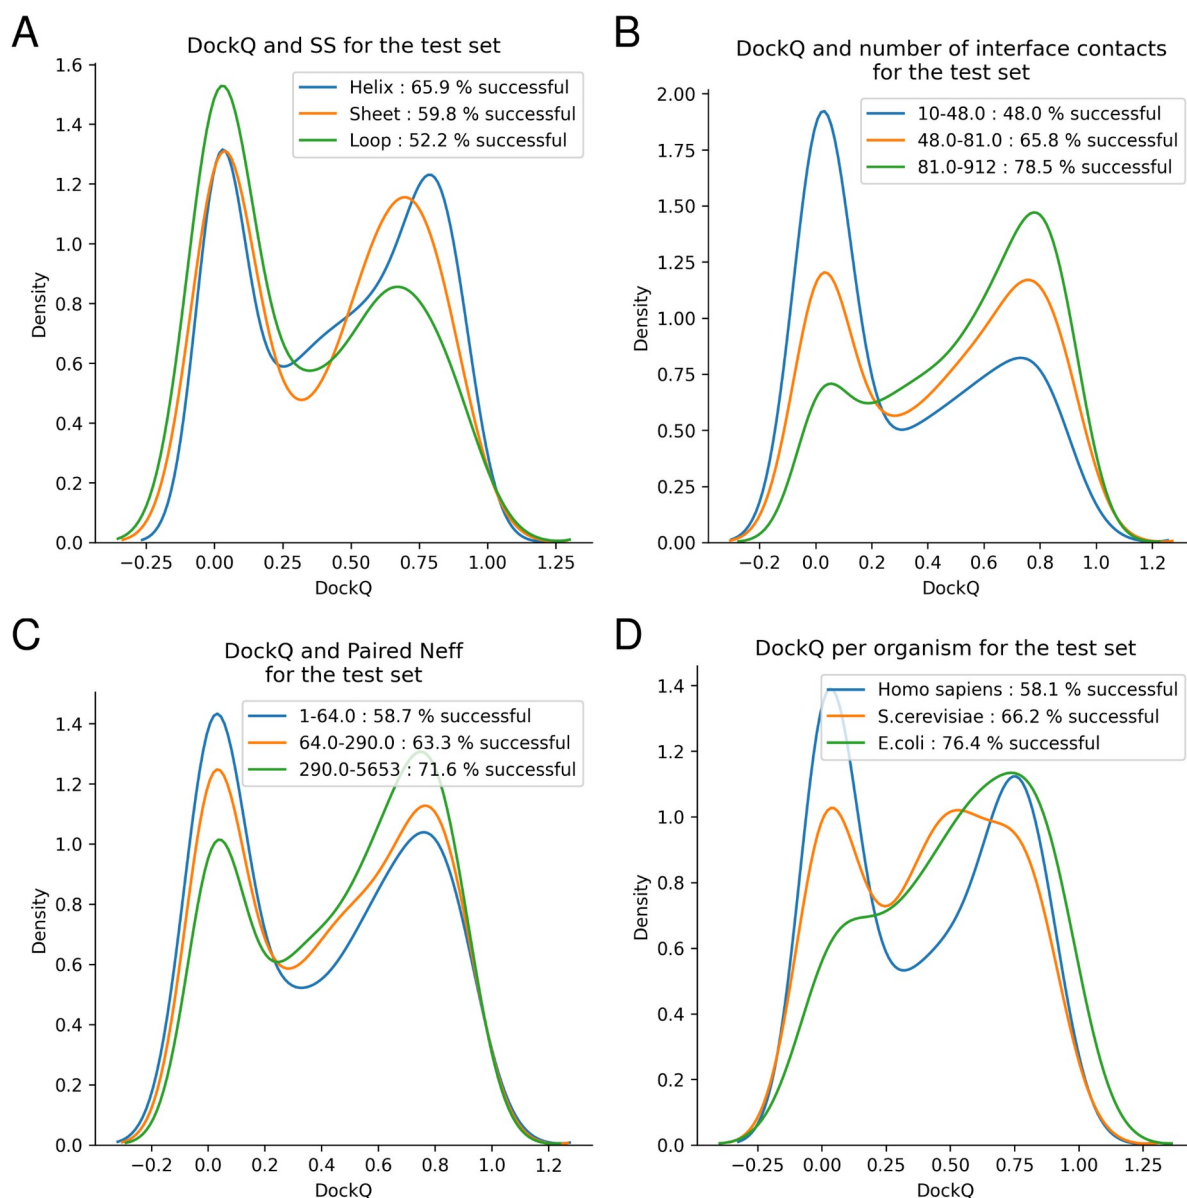 A
DockQ and SS for the test set
Helix : 65.9 % successful
Sheet : 59.8 % successful
Loop : 52.2 % successful
1.6
1.4
1.2
1.0
0.8
0.6
0.4
0.2
0.0
Density
−0.25 0.00 0.25 0.50 0.75 1.00 1.25
DockQ
B
DockQ and number of interface contacts
for the test set
10-48.0 : 48.0 % successful
48.0-81.0 : 65.8 % successful
81.0-912 : 78.5 % successful
2.00
1.75
1.50
1.25
1.00
0.75
0.50
0.25
0.00
Density
−0.2 0.0 0.2 0.4 0.6 0.8 1.0 1.2
DockQ
C
DockQ and Paired Neff
for the test set
1-64.0 : 58.7 % successful
64.0-290.0 : 63.3 % successful
290.0-5653 : 71.6 % successful
1.4
1.2
1.0
0.8
0.6
0.4
0.2
0.0
Density
−0.2 0.0 0.2 0.4 0.6 0.8 1.0 1.2
DockQ
D
DockQ per organism for the test set
Homo sapiens : 58.1 % successful
S.cerevisiae : 66.2 % successful
E.coli : 76.4 % successful
1.4
1.2
1.0
0.8
0.6
0.4
0.2
0.0
Density
−0.25 0.00 0.25 0.50 0.75 1.00 1.25
DockQ